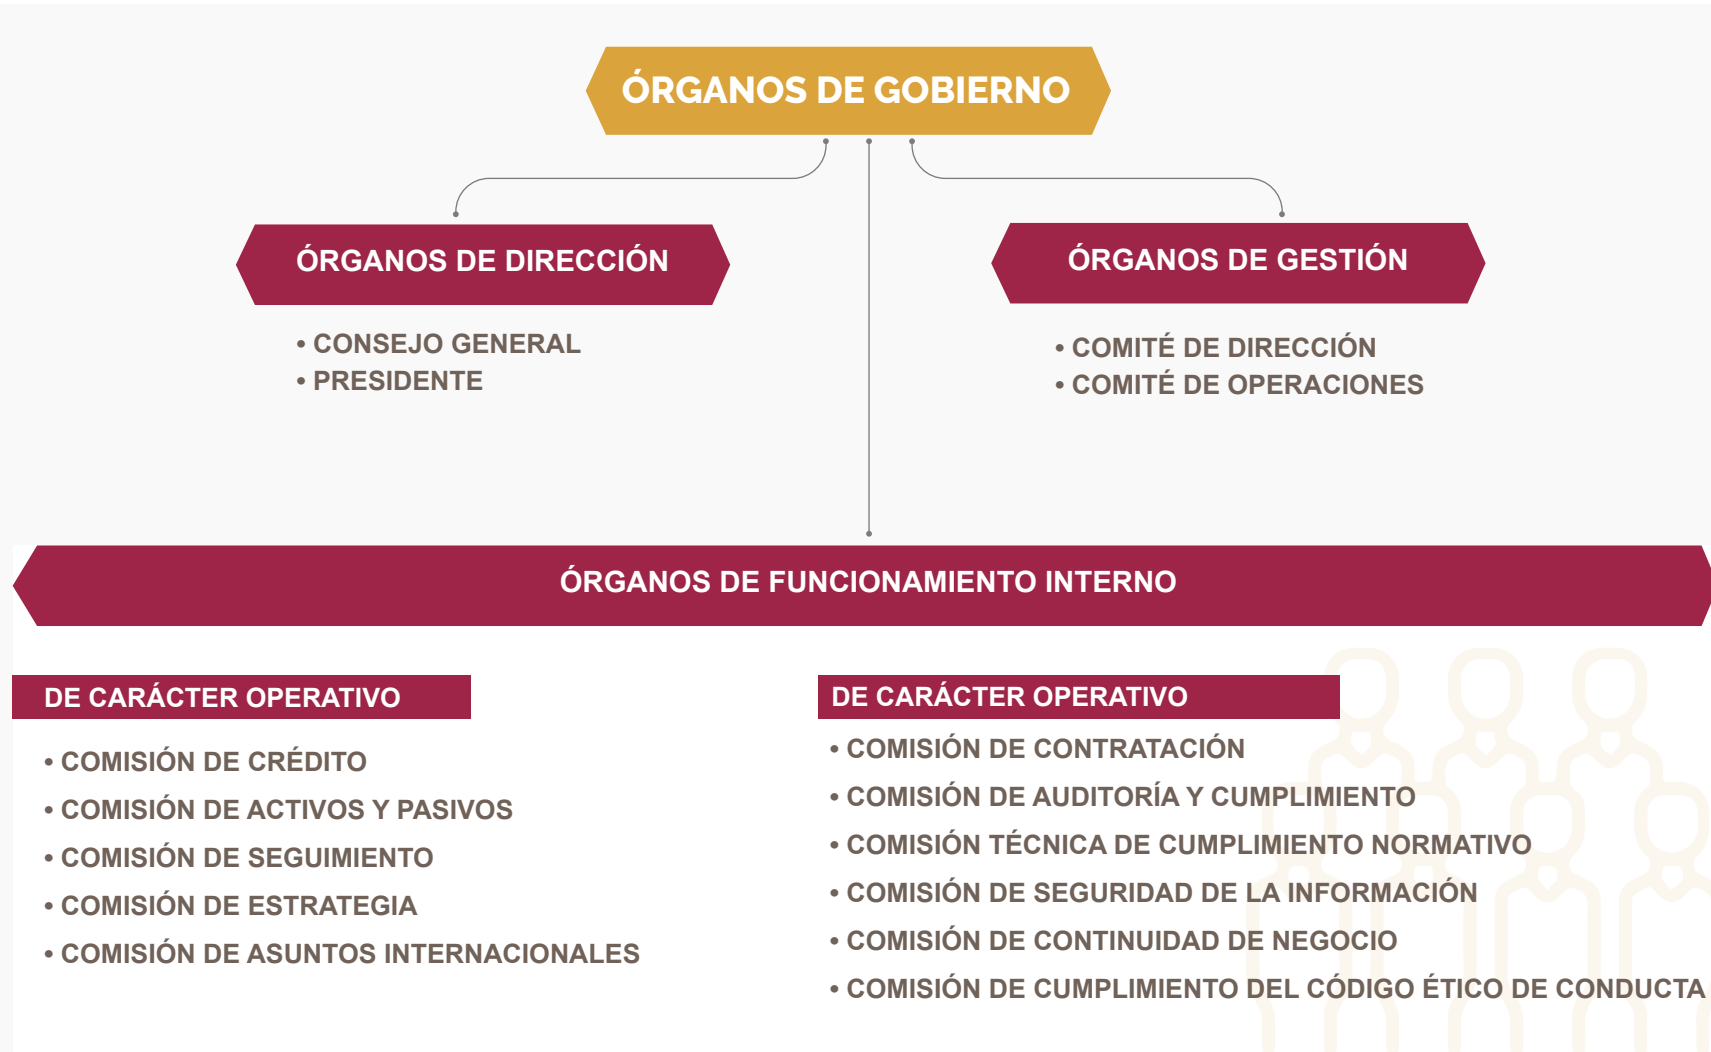 ÓRGANOS DE GOBIERNO
ÓRGANOS DE DIRECCIÓN
• CONSEJO GENERAL
• PRESIDENTE
ÓRGANOS DE GESTIÓN
• COMITÉ DE DIRECCIÓN
• COMITÉ DE OPERACIONES
ÓRGANOS DE FUNCIONAMIENTO INTERNO
DE CARÁCTER OPERATIVO
• COMISIÓN DE CRÉDITO
• COMISIÓN DE ACTIVOS Y PASIVOS
• COMISIÓN DE SEGUIMIENTO
• COMISIÓN DE ESTRATEGIA
• COMISIÓN DE ASUNTOS INTERNACIONALES
DE CARÁCTER OPERATIVO
• COMISIÓN DE CONTRATACIÓN
• COMISIÓN DE AUDITORÍA Y CUMPLIMIENTO
• COMISIÓN TÉCNICA DE CUMPLIMIENTO NORMATIVO
• COMISIÓN DE SEGURIDAD DE LA INFORMACIÓN
• COMISIÓN DE CONTINUIDAD DE NEGOCIO
• COMISIÓN DE CUMPLIMIENTO DEL CÓDIGO ÉTICO DE CONDUCTA